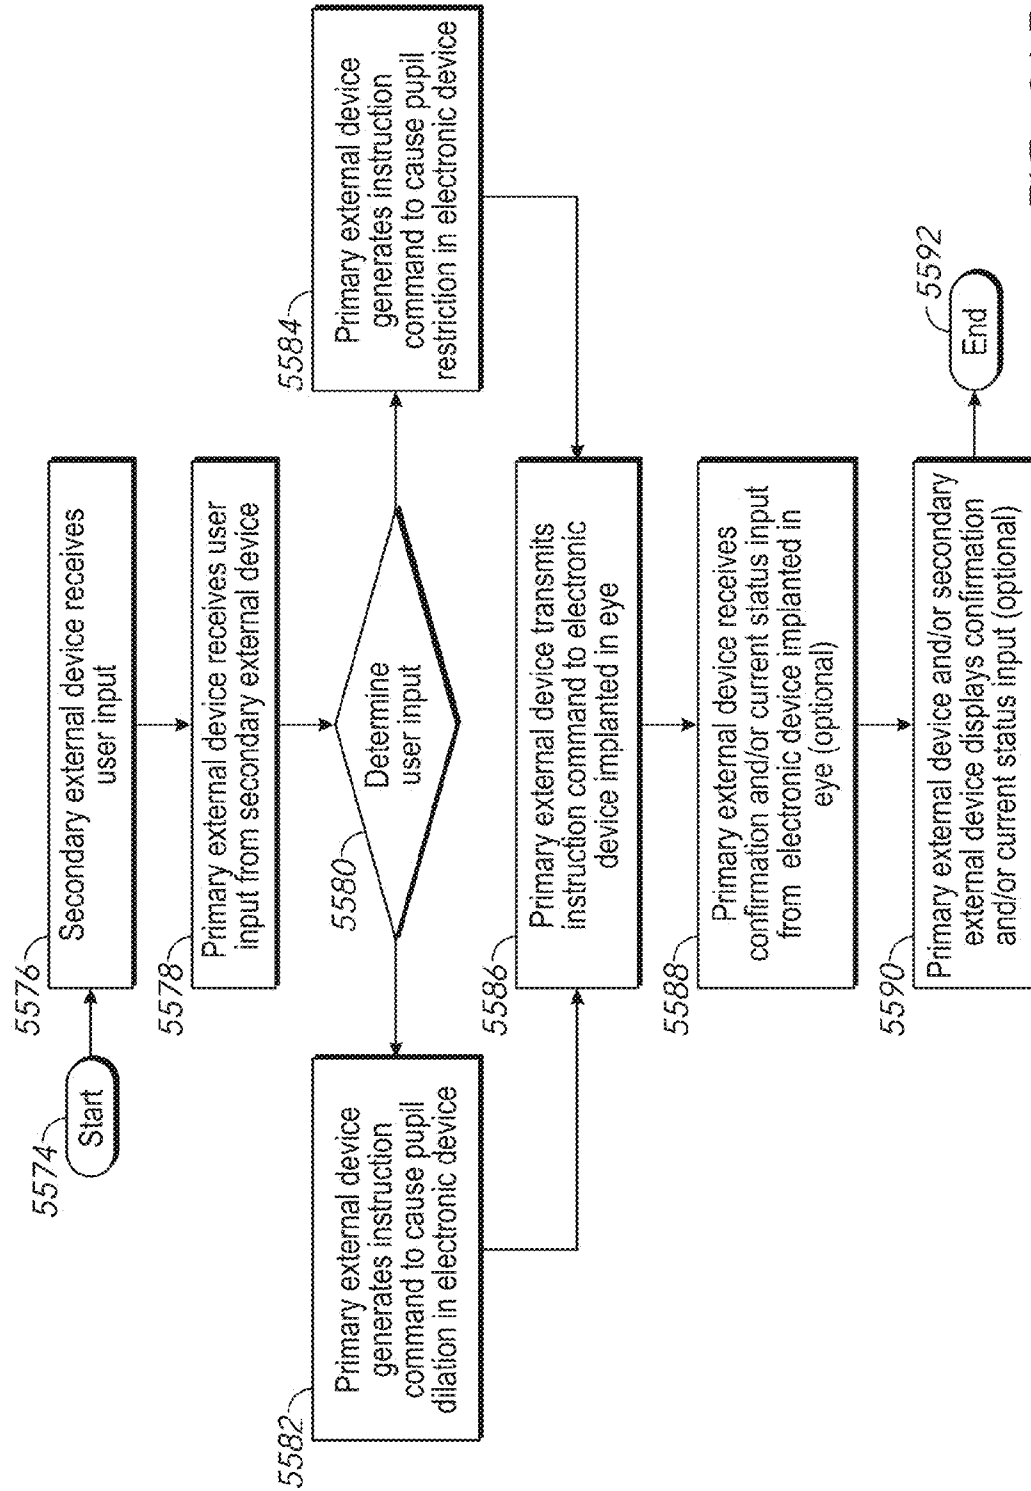 5574
Start
5576
Secondary external device receives
user input
5578
Primary external device receives user
input from secondary external device
5580
Determine
user input
5582
Primary external device
generates instruction
command to cause pupil
dilation in electronic device
5584
Primary external device
generates instruction
command to cause pupil
restriction in electronic device
5586
Primary external device transmits
instruction command to electronic
device implanted in eye
5588
Primary external device receives
confirmation and/or current status input
from electronic device implanted in
eye (optional)
5590
Primary external device and/or secondary
external device displays confirmation
and/or current status input (optional)
5592
End